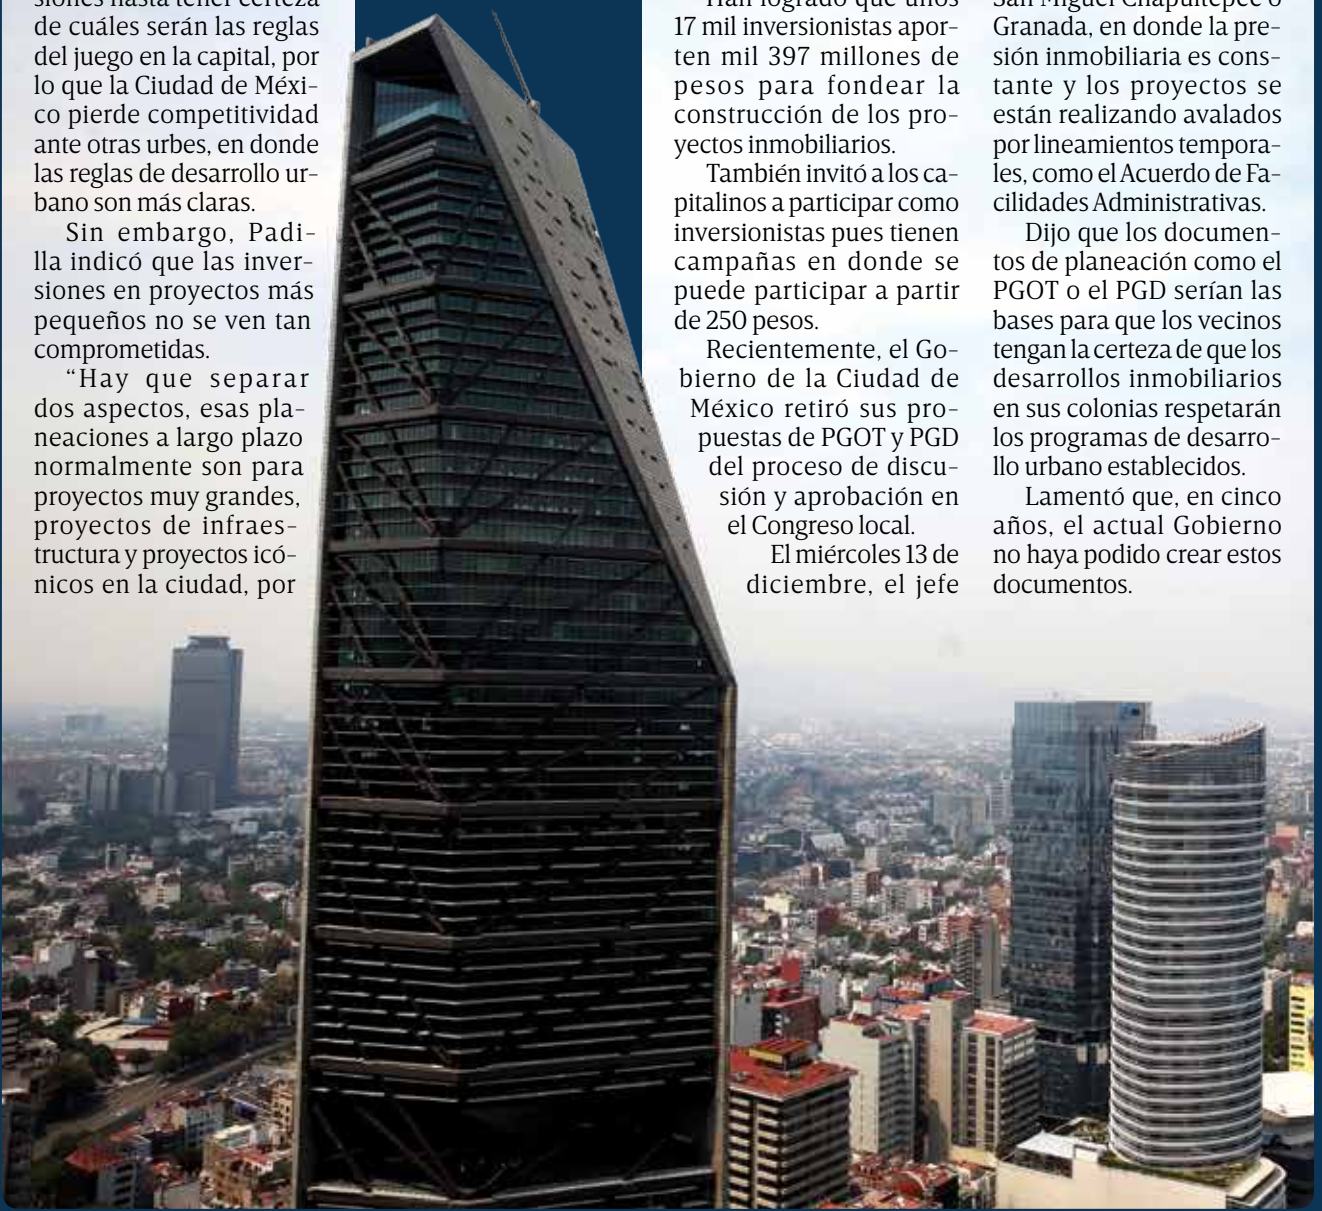 siones hasta tener certeza
de cuáles serán las reglas
del juego en la capital, por
lo que la Ciudad de Méxi-
co pierde competitividad
ante otras urbes, en donde
las reglas de desarrollo ur-
bano son más claras.
Sin embargo, Padi-
lla indicó que las inver-
siones en proyectos más
pequeños no se ven tan
comprometidas.
“Hay que separar
dos aspectos, esas pla-
neaciones a largo plazo
normalmente son para
proyectos muy grandes,
proyectos de infraes-
tructura y proyectos icó-
nicos en la ciudad, por
Han logrado que unos
17 mil inversionistas apor-
ten mil 397 millones de
pesos para fondear la
construcción de los pro-
yectos inmobiliarios.
También invitó a los ca-
pitalinos a participar como
inversionistas pues tienen
campañas en donde se
puede participar a partir
de 250 pesos.
Recientemente, el Go-
bierno de la Ciudad de
México retiró sus pro-
puestas de PGOT y PGD
del proceso de discu-
sión y aprobación en
el Congreso local.
El miércoles 13 de
diciembre, el jefe
San Miguel Chapultepec o
Granada, en donde la pre-
sión inmobiliaria es cons-
tante y los proyectos se
están realizando avalados
por lineamientos tempora-
les, como el Acuerdo de Fa-
cilidades Administrativas.
Dijo que los documen-
tos de planeación como el
PGOT o el PGD serían las
bases para que los vecinos
tengan la certeza de que los
desarrollos inmobiliarios
en sus colonias respetarán
los programas de desarro-
llo urbano establecidos.
Lamentó que, en cinco
años, el actual Gobierno
no haya podido crear estos
documentos.